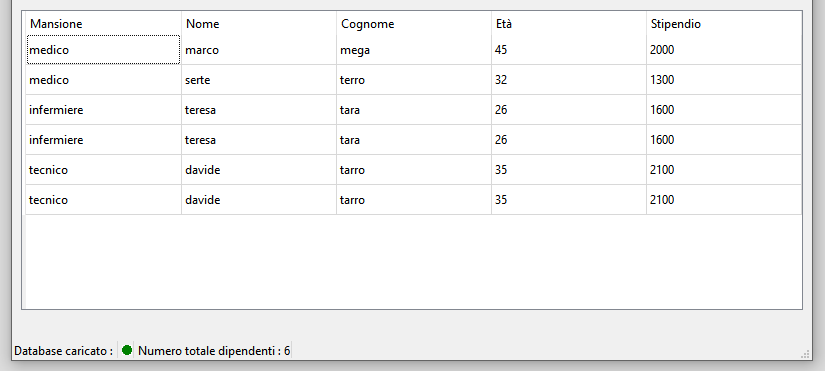 Mansione Nome Cognome Età Stipendio
medico marco mega 45 2000
medico serte terro 32 1300
infermiere teresa tara 26 1600
infermiere teresa tara 26 1600
tecnico davide tarro 35 2100
tecnico davide tarro 35 2100
Database caricato : Numero totale dipendenti : 6